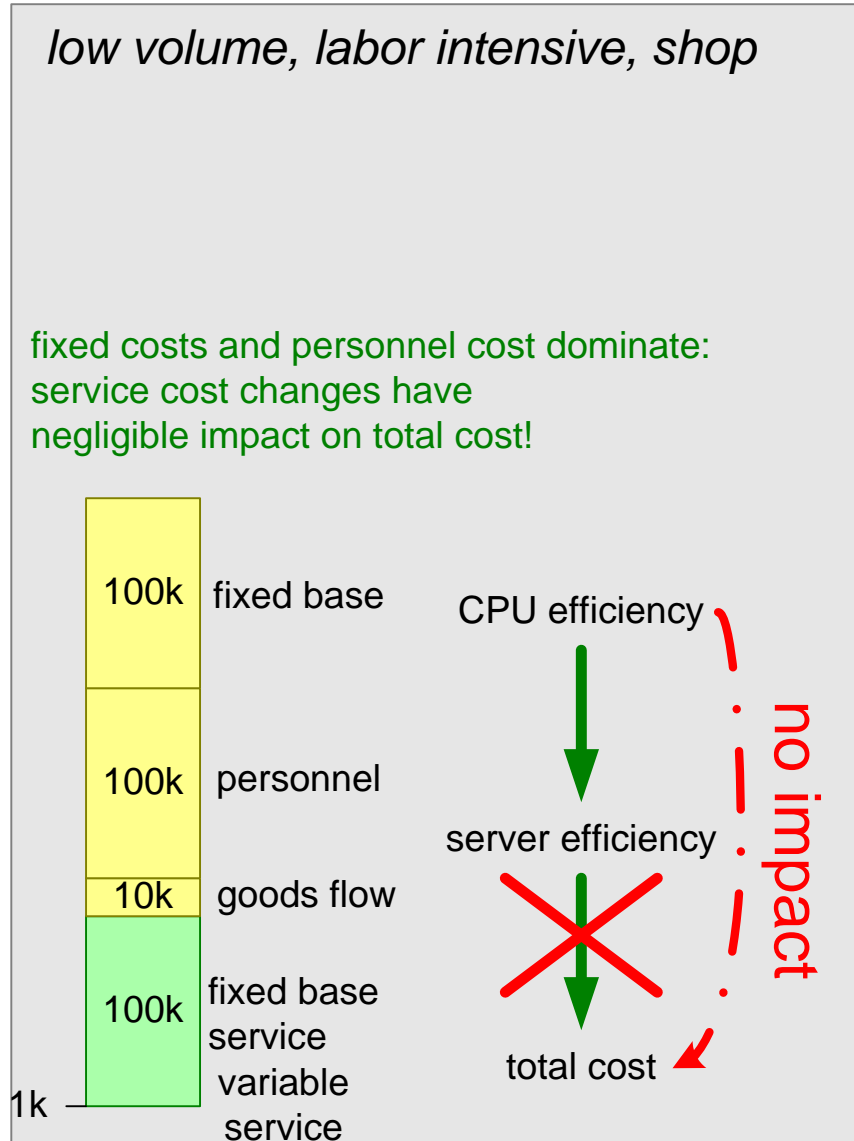 low volume, labor intensive, shop
fixed costs and personnel cost dominate:
service cost changes have
negligible impact on total cost!
100k
fixed base
100k
personnel
10k
goods flow
100k
fixed base
service
variable
service
1k
CPU efficiency
server efficiency
total cost
no impact